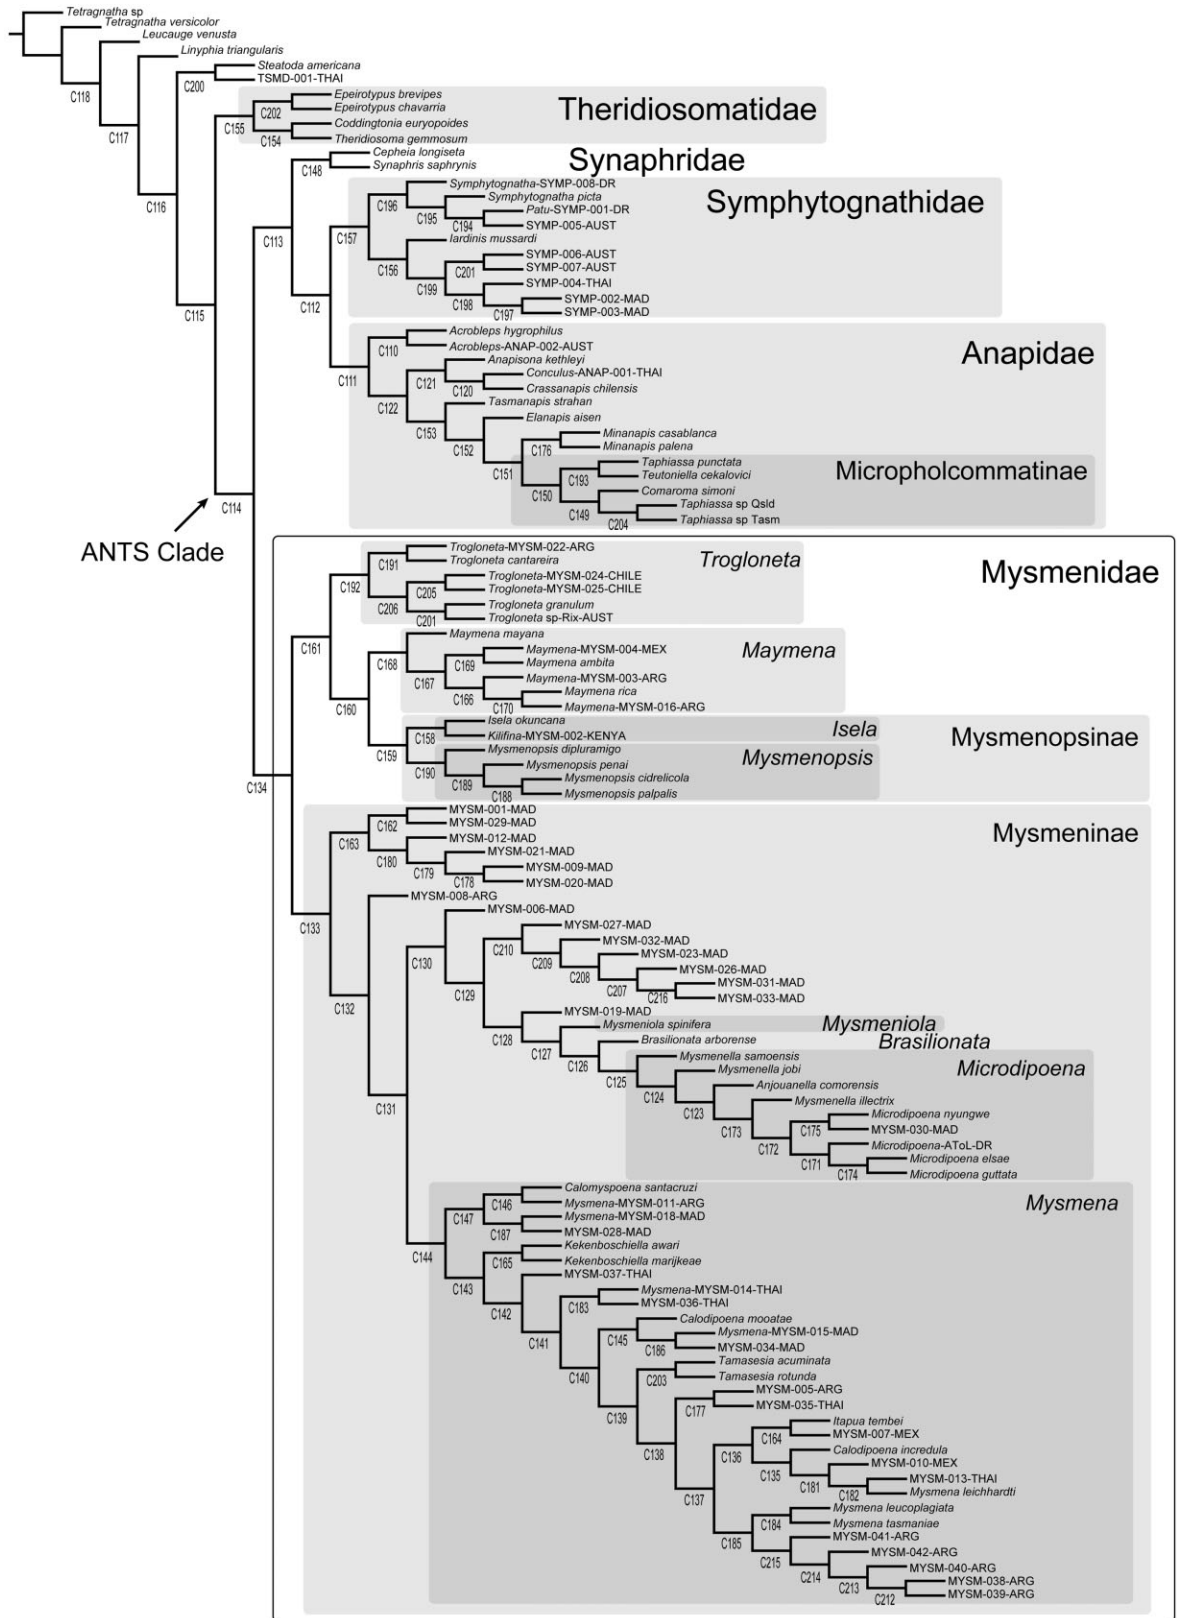 Tetragnatha sp
Tetragnatha versicolor
Leucauge venusta
Linyphia triangularis
Steatoda americana
C200
TSMD-001-THAI
C118
Epeirotypus brevipes
Theridiosomatidae
C202
Epeirotypus chavarria
C155
Coddingtonia euryopoides
C117
C154
Theridiosoma gemmosum
Cepheia longiseta
Synaphridae
C148
Synaphris saphrynis
Symphytognatha-SYMP-008-DR
Symphytognathidae
C116
C196
Symphytognatha picta
C195
Patu-SYMP-001-DR
C194
SYMP-005-AUST
C113
C157
Iardinis mussardi
SYMP-006-AUST
C156
C201
SYMP-007-AUST
SYMP-004-THAI
C199
C198
SYMP-002-MAD
C112
C197
SYMP-003-MAD
C115
Acrobleps hygrophilus
C110
Acrobleps-ANAP-002-AUST
Anapidae
Anapisona kethleyi
C111
C121
Conculus-ANAP-001-THAI
C120
Crassanapis chilensis
C122
Tasmanapis strahan
Elanapis aisen
C153
Minanapis casablanca
C152
C176
Minanapis palena
Taphiassa punctata
Micropholcommatinae
C151
C193
Teutoniella cekalovici
C150
Comaroma simoni
C114
Taphiassa sp Qsld
C149
C204
Taphiassa sp Tasm
ANTS Clade
Trogloneta-MYSM-022-ARG
Trogloneta
Mysmenidae
C191
Trogloneta cantareira
C192
Trogloneta-MYSM-024-CHILE
C205
Trogloneta-MYSM-025-CHILE
C206
Trogloneta granulum
C201
Trogloneta sp-Rix-AUST
Maymena mayana
C161
Maymena-MYSM-004-MEX
Maymena
C168
C169
Maymena ambita
Maymena-MYSM-003-ARG
C167
C166
Maymena rica
C160
C170
Maymena-MYSM-016-ARG
Isela okuncana
Isela
C158
Kilifina-MYSM-002-KENYA
Mysmenopsinae
C159
Mysmenopsis dipluramigo
Mysmenopsis
C190
Mysmenopsis penai
C189
Mysmenopsis cidrelicola
C134
C188
Mysmenopsis palpalis
MYSM-001-MAD
C162
MYSM-029-MAD
Mysmeninae
C163
MYSM-012-MAD
C180
MYSM-021-MAD
C179
MYSM-009-MAD
C178
MYSM-020-MAD
MYSM-008-ARG
MYSM-006-MAD
C133
MYSM-027-MAD
C210
MYSM-032-MAD
C130
C209
MYSM-023-MAD
MYSM-026-MAD
C208
C129
C207
MYSM-031-MAD
C216
MYSM-033-MAD
C132
MYSM-019-MAD
Mysmeniola spinifera
Mysmeniola
C128
Brasilionata arborense
Brasilionata
C127
C126
Mysmenella samoensis
Microdipoena
C125
Mysmenella jobi
C124
Anjouanella comorensis
C131
C123
Mysmenella illectrix
C173
Microdipoena nyungwe
C175
MYSM-030-MAD
C172
Microdipoena-AToL-DR
C171
Microdipoena elsae
C174
Microdipoena guttata
Calomyspoena santacruzi
Mysmena
C146
Mysmena-MYSM-011-ARG
C147
Mysmena-MYSM-018-MAD
C187
MYSM-028-MAD
C144
Kekenboschiella awari
C165
Kekenboschiella marijkeae
C143
MYSM-037-THAI
Mysmena-MYSM-014-THAI
C142
C183
MYSM-036-THAI
Calodipoena mooatae
C141
C145
Mysmena-MYSM-015-MAD
C186
MYSM-034-MAD
C140
Tamasesia acuminata
C203
Tamasesia rotunda
MYSM-005-ARG
C139
C177
MYSM-035-THAI
Itapua tembei
C164
MYSM-007-MEX
C138
C136
Calodipoena incredula
C135
MYSM-010-MEX
C181
MYSM-013-THAI
C137
C182
Mysmena leichhardti
Mysmena leucoplagiata
C184
Mysmena tasmaniae
C185
MYSM-041-ARG
C215
MYSM-042-ARG
C214
MYSM-040-ARG
C213
MYSM-038-ARG
C212
MYSM-039-ARG